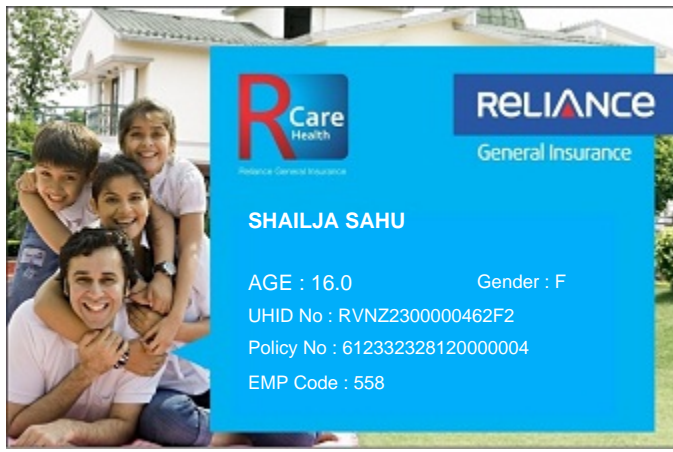 RCare
Health
Reliance General Insurance
RELIANCE
General Insurance
SHAILJA SAHU
AGE : 16.0
Gender : F
UHID No : RVNZ2300000462F2
Policy No : 612332328120000004
EMP Code : 558